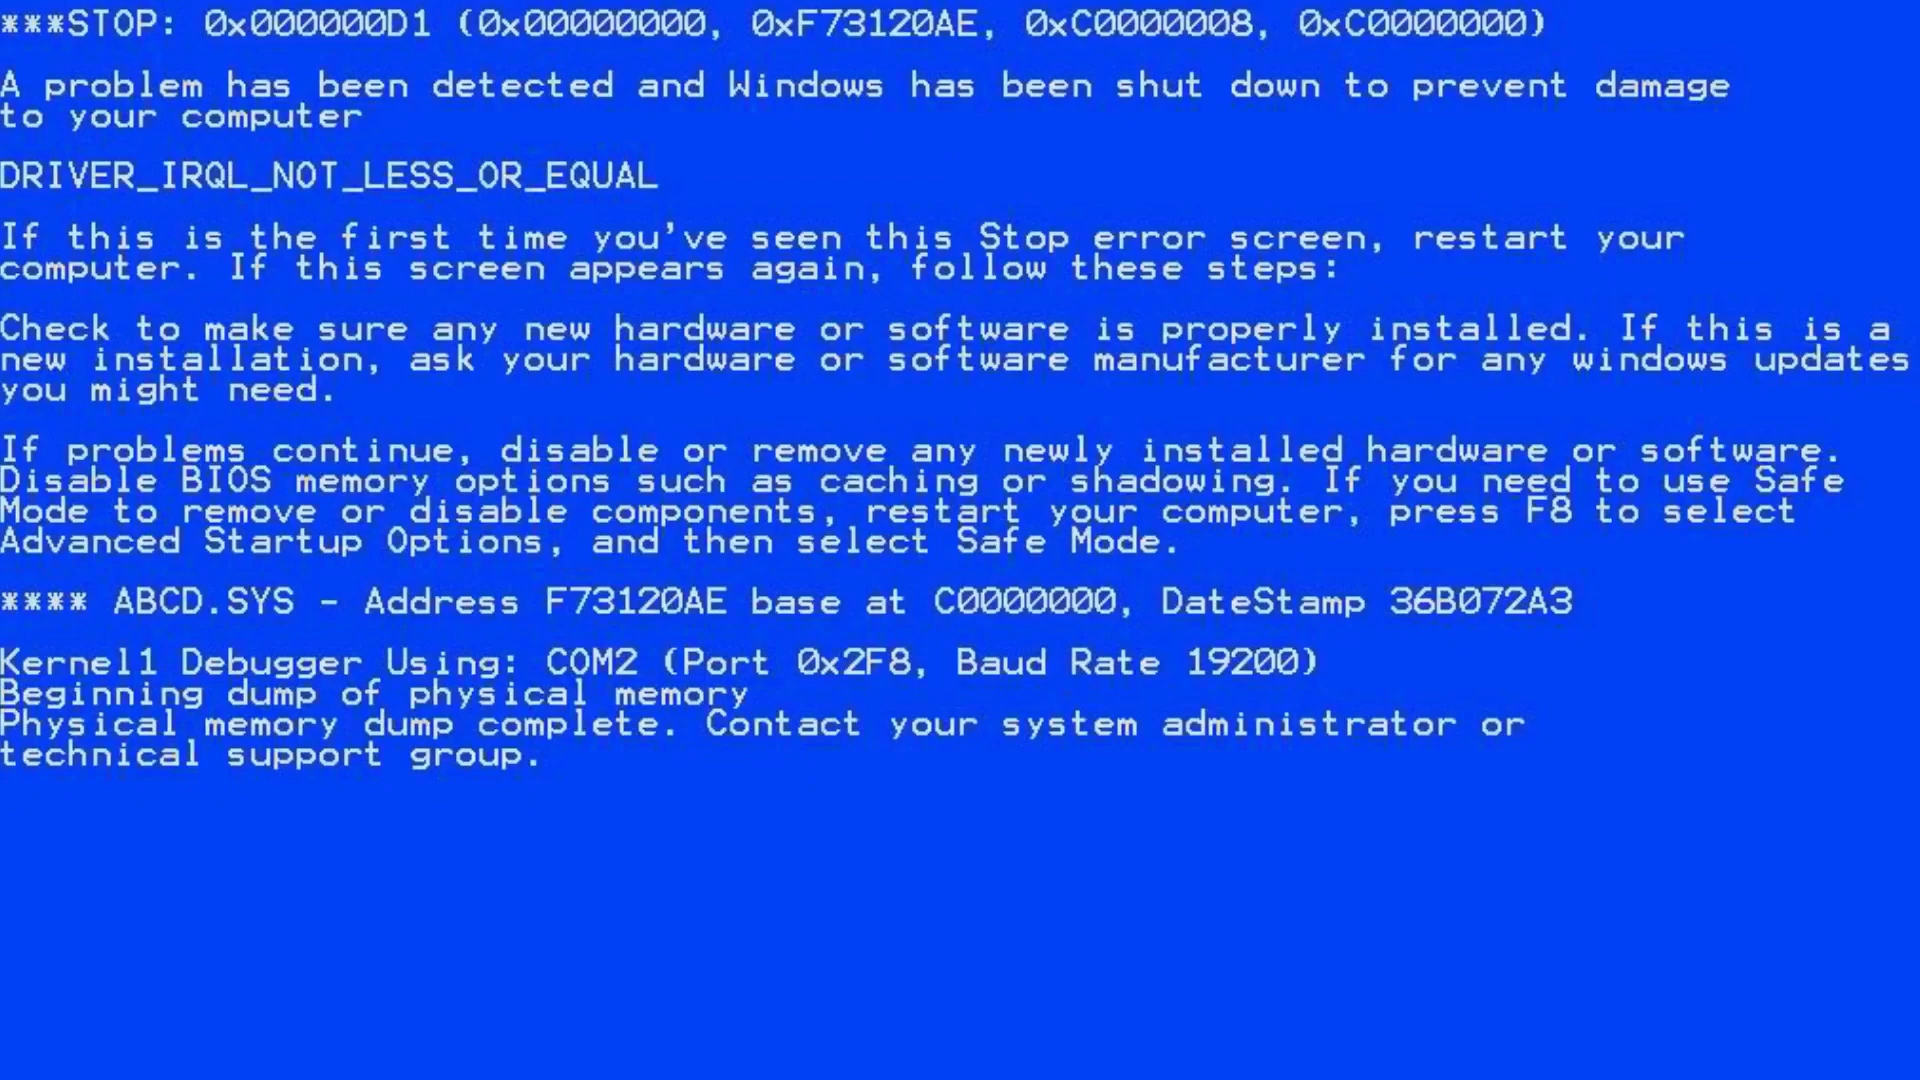 ***STOP: 0x000000D1 (0x00000000, 0xF73120AE, 0xC0000008, 0xC0000000)
A problem has been detected and Windows has been shut down to prevent damage
to your computer
DRIVER_IRQL_NOT_LESS_OR_EQUAL
If this is the first time you've seen this Stop error screen, restart your
computer. If this screen appears again, follow these steps:
Check to make sure any new hardware or software is properly installed. If this is a
new installation, ask your hardware or software manufacturer for any windows updates
you might need.
If problems continue, disable or remove any newly installed hardware or software.
Disable BIOS memory options such as caching or shadowing. If you need to use Safe
Mode to remove or disable components, restart your computer, press F8 to select
Advanced Startup Options, and then select Safe Mode.
**** ABCD.SYS - Address F73120AE base at C0000000, DateStamp 36B072A3
Kernel1 Debugger Using: COM2 (Port 0x2F8, Baud Rate 19200)
Beginning dump of physical memory
Physical memory dump complete. Contact your system administrator or
technical support group.